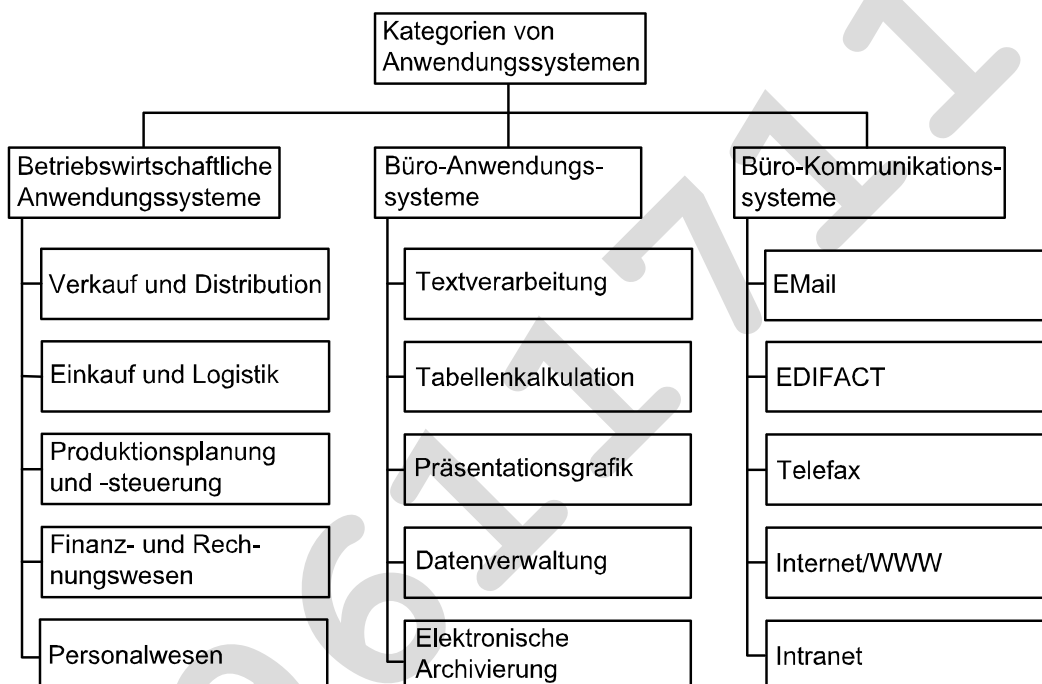 Kategorien von
Anwendungssystemen
Betriebswirtschaftliche
Anwendungssysteme
Verkauf und Distribution
Einkauf und Logistik
Produktionsplanung
und -steuerung
Finanz- und Rech-
nungswesen
Personalwesen
Büro-Anwendungs-
systeme
Textverarbeitung
Tabellenkalkulation
Präsentationsgrafik
Datenverwaltung
Elektronische
Archivierung
Büro-Kommunikations-
systeme
EMail
EDIFACT
Telefax
Internet/WWW
Intranet